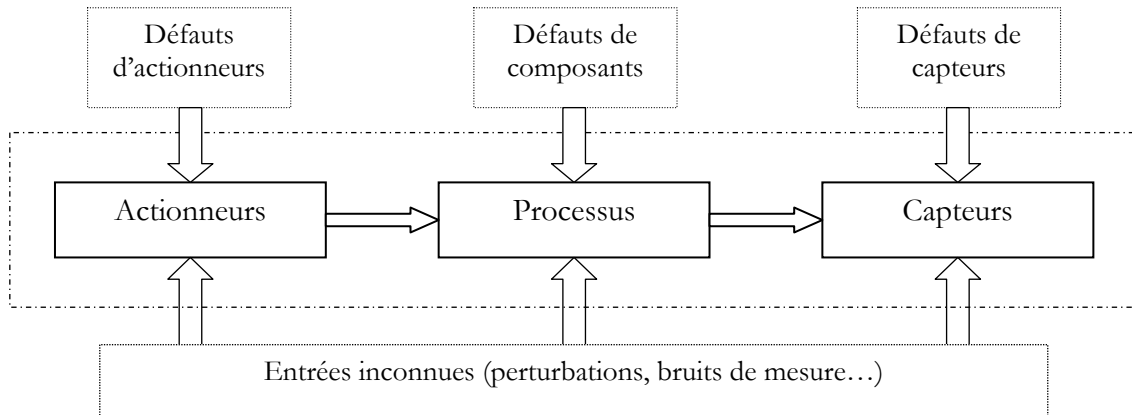 Défauts
d’actionneurs
Défauts de
composants
Défauts de
capteurs
Actionneurs
Processus
Capteurs
Entrées inconnues (perturbations, bruits de mesure…)